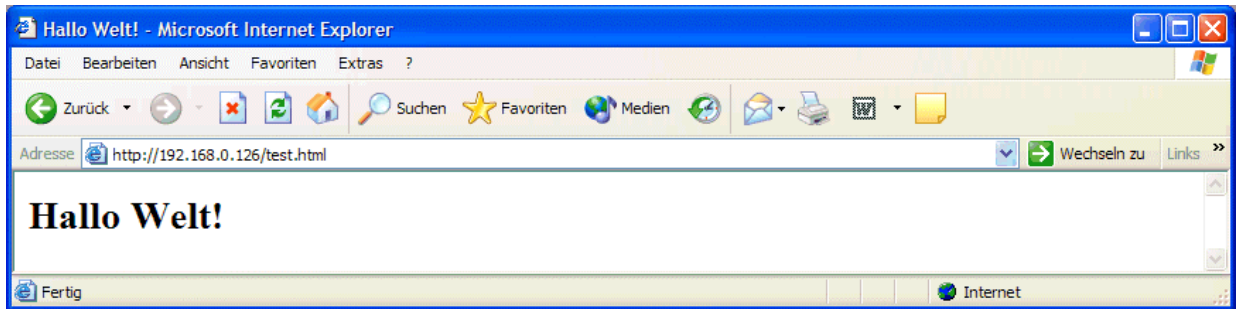 Hallo Welt! - Microsoft Internet Explorer
Datei Bearbeiten Ansicht Favoriten Extras ?
Zurück Suchen Favoriten Medien W
Adresse http://192.168.0.126/test.html Wechseln zu Links »
Hallo Welt!
Fertig Internet